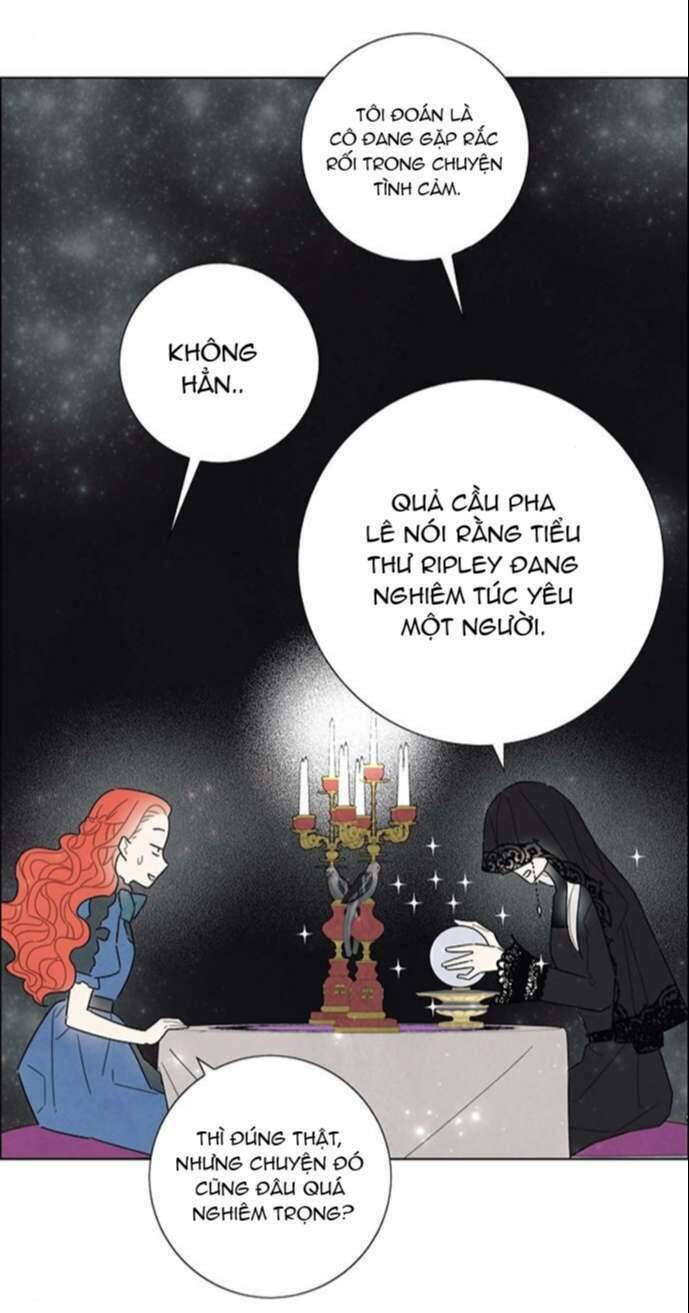 TÔI ĐOÁN LÀ
CÔ ĐANG GẶP RẮC
RỐI TRONG CHUYỆN
TÌNH CẢM.
KHÔNG
HẲN..
QUẢ CẦU PHA
LÊ NÓI RẰNG TIỂU
THƯ RIPLEY ĐANG
NGHIÊM TÚC YÊU
MỘT NGƯỜI.
THÌ ĐÚNG THẬT,
NHƯNG CHUYỆN ĐÓ
CŨNG ĐÂU QUÁ
NGHIÊM TRỌNG?